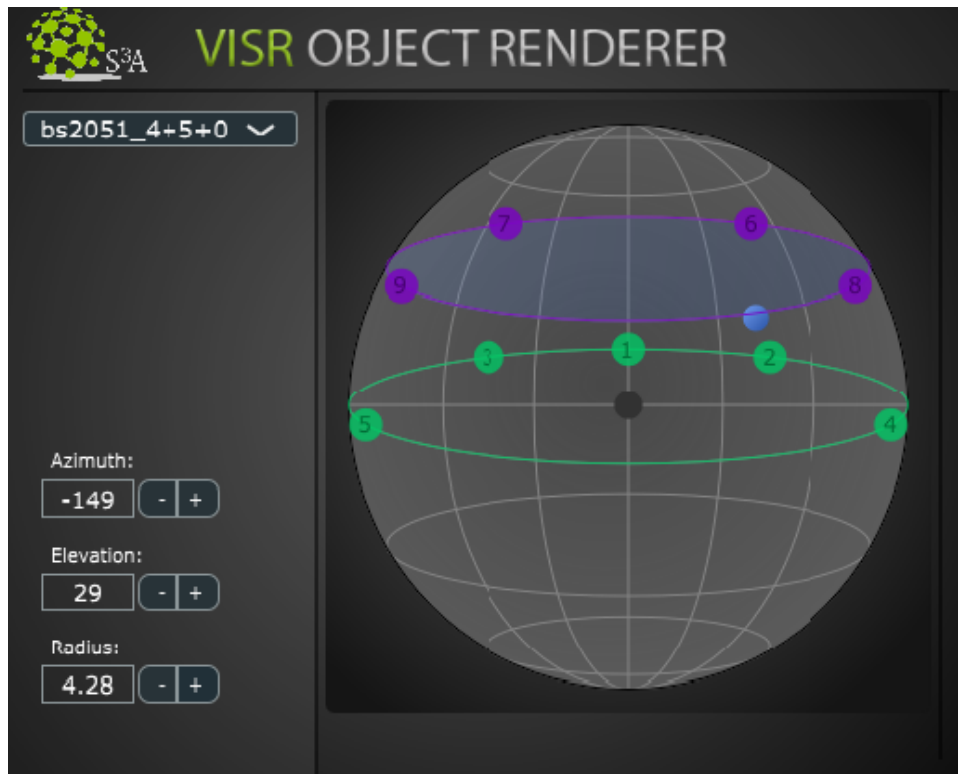 S³A VISR OBJECT RENDERER
bs2051_4+5+0
7 6
9 8
3 1 2
5 4
Azimuth:
-149 - +
Elevation:
29 - +
Radius:
4.28 - +